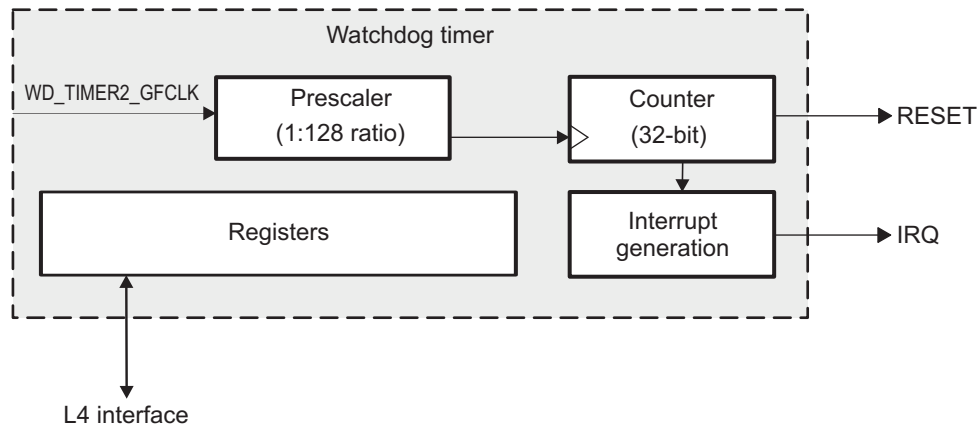 Watchdog timer
WD_TIMER2_GFCLK
Prescaler
(1:128 ratio)
Counter
(32-bit)
RESET
Registers
Interrupt
generation
IRQ
L4 interface